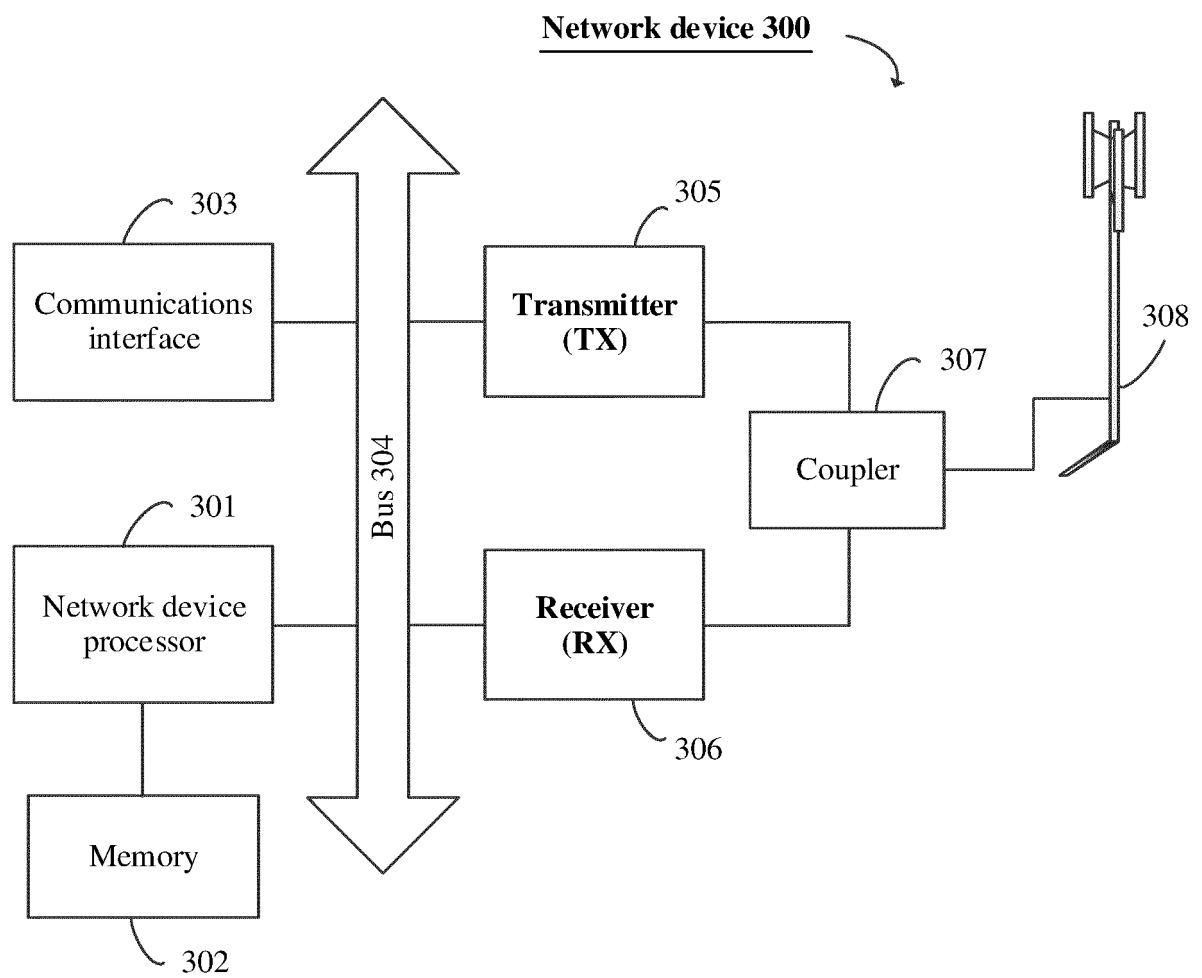 Network device 300
303
305
Communications
interface
Transmitter
(TX)
308
307
Coupler
Bus 304
301
Network device
processor
Receiver
(RX)
306
Memory
302